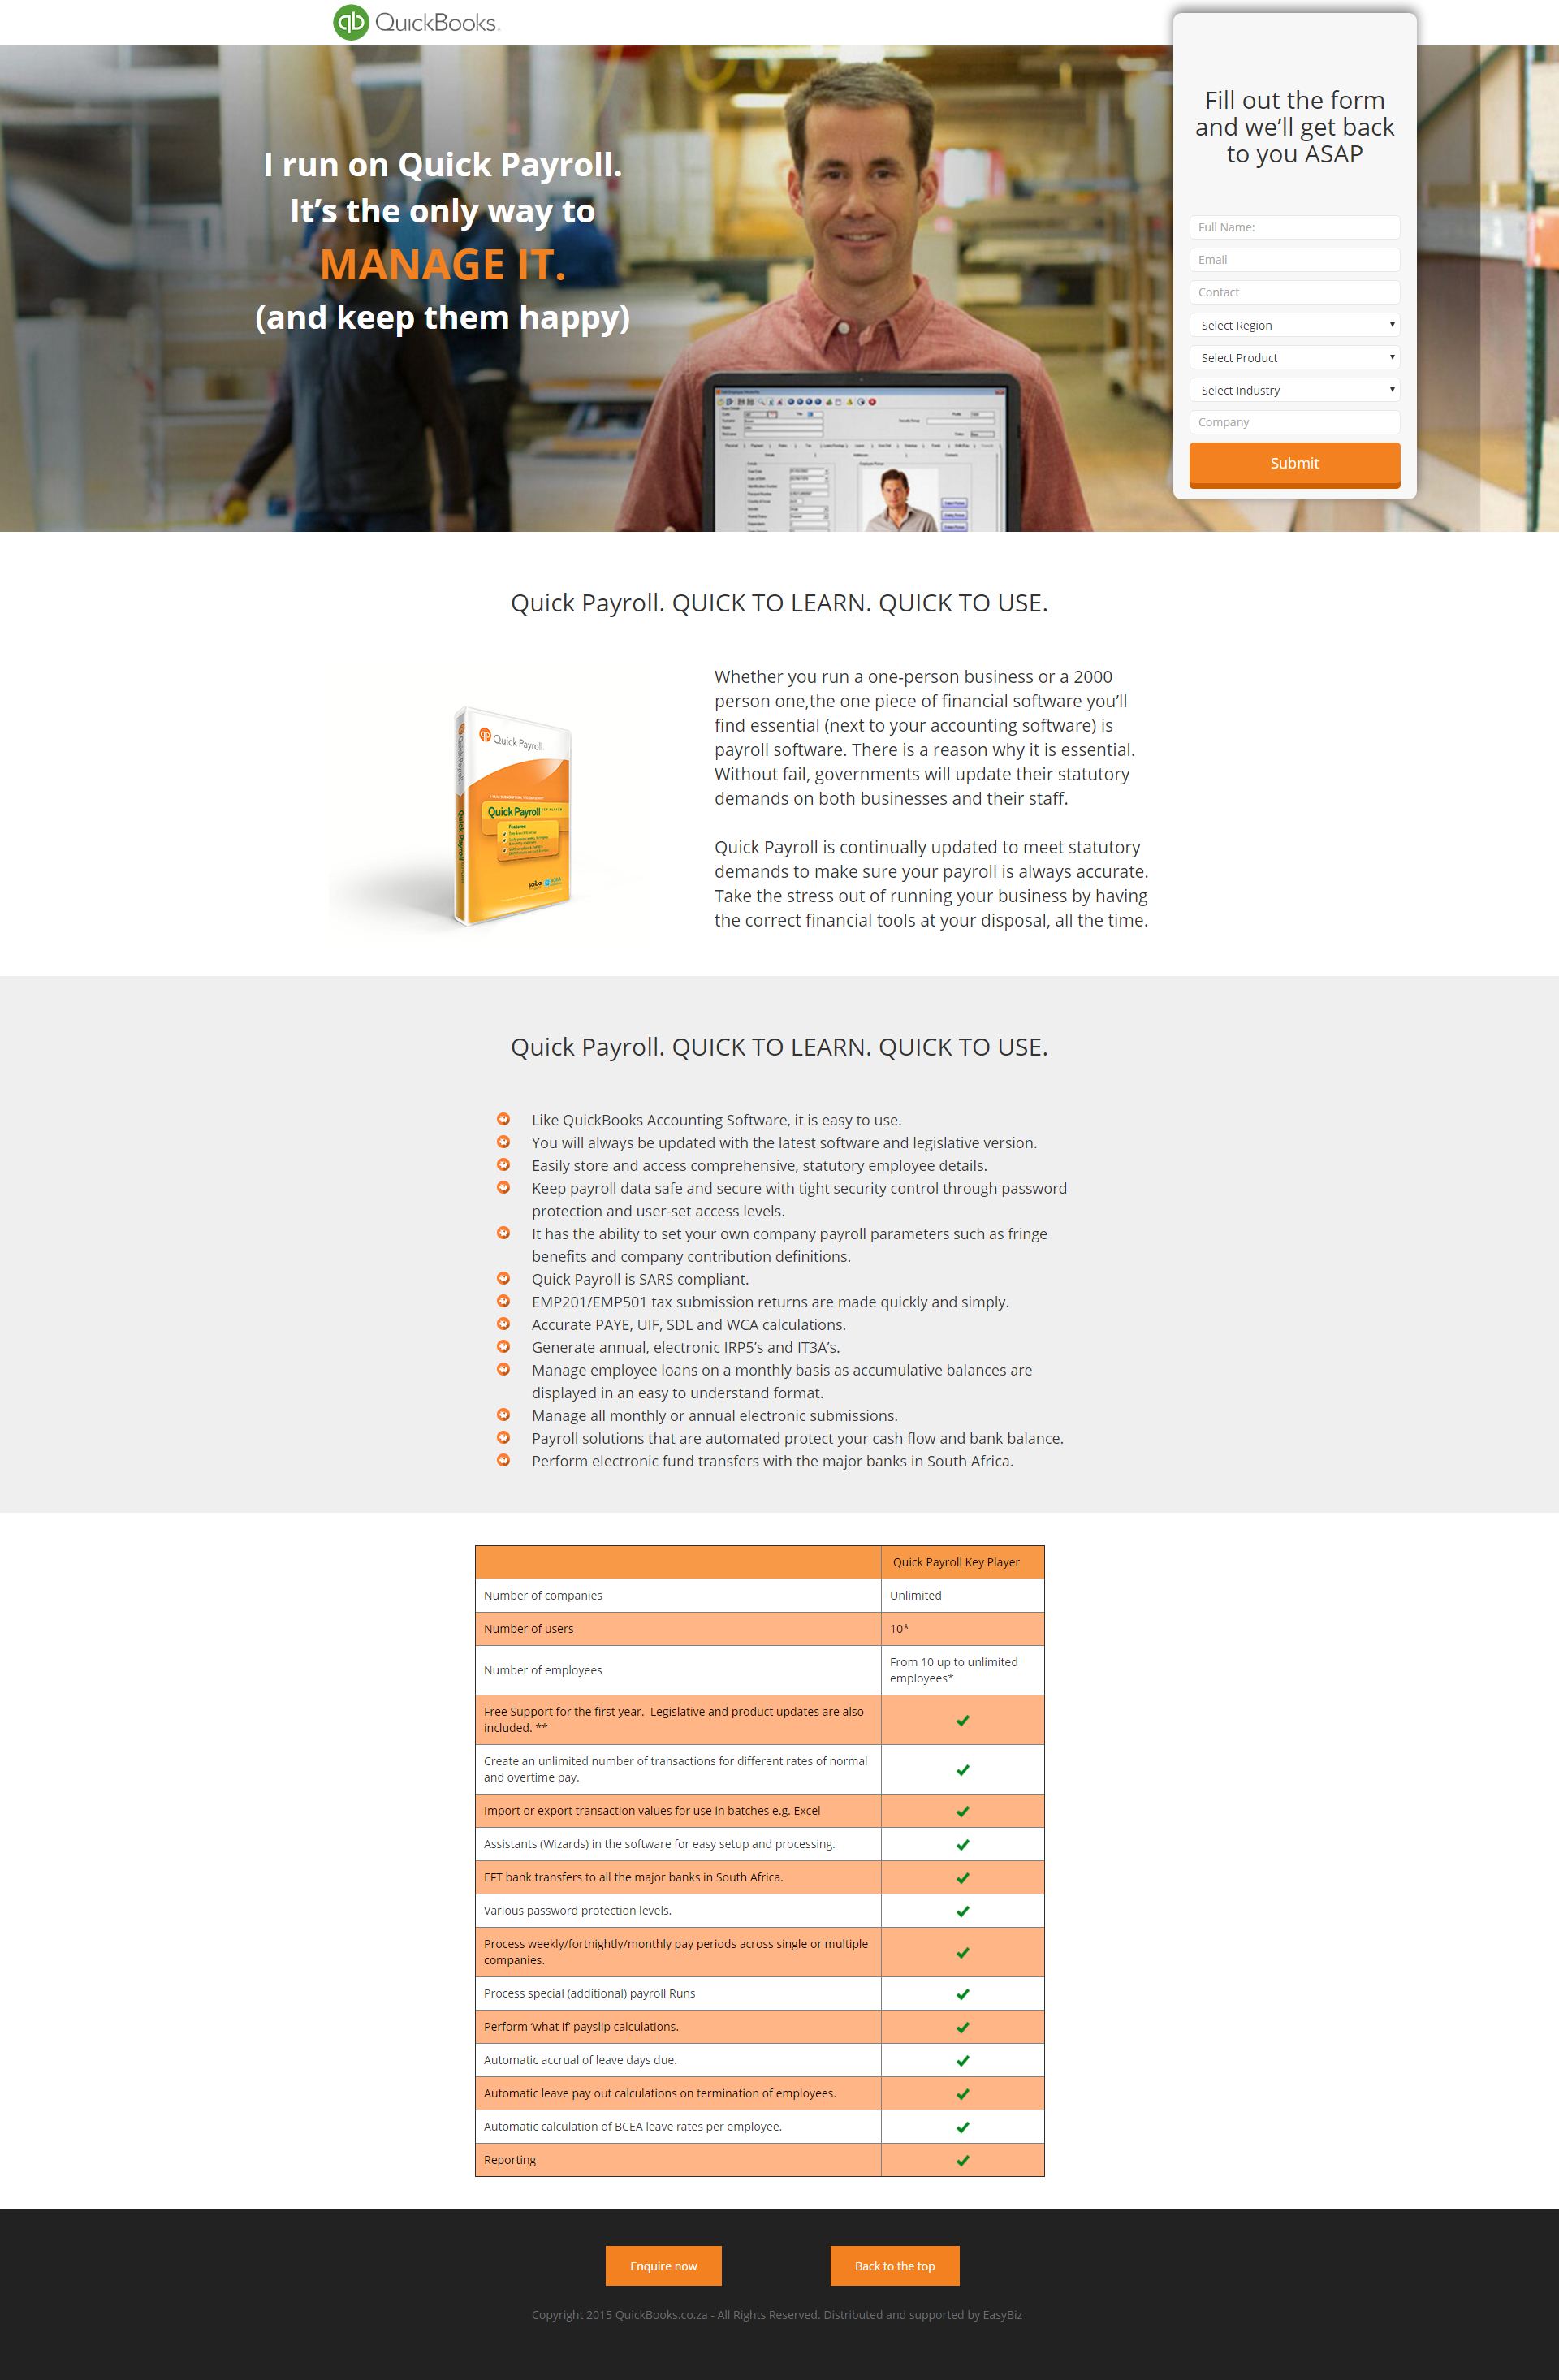 QuickBooks
I run on Quick Payroll.
It’s the only way to
MANAGE IT.
(and keep them happy)
Fill out the form
and we’ll get back
to you ASAP
Full Name:
Email
Contact
Select Region
Select Product
Select Industry
Company
Submit
Quick Payroll. QUICK TO LEARN. QUICK TO USE.
Quick Payroll.
Quick Payroll
Quick Payroll KEY PLAYER
Features
Quick Payroll
Whether you run a one-person business or a 2000
person one,the one piece of financial software you’ll
find essential (next to your accounting software) is
payroll software. There is a reason why it is essential.
Without fail, governments will update their statutory
demands on both businesses and their staff.
Quick Payroll is continually updated to meet statutory
demands to make sure your payroll is always accurate.
Take the stress out of running your business by having
the correct financial tools at your disposal, all the time.
Quick Payroll. QUICK TO LEARN. QUICK TO USE.
Like QuickBooks Accounting Software, it is easy to use.
You will always be updated with the latest software and legislative version.
Easily store and access comprehensive, statutory employee details.
Keep payroll data safe and secure with tight security control through password
protection and user-set access levels.
It has the ability to set your own company payroll parameters such as fringe
benefits and company contribution definitions.
Quick Payroll is SARS compliant.
EMP201/EMP501 tax submission returns are made quickly and simply.
Accurate PAYE, UIF, SDL and WCA calculations.
Generate annual, electronic IRP5’s and IT3A’s.
Manage employee loans on a monthly basis as accumulative balances are
displayed in an easy to understand format.
Manage all monthly or annual electronic submissions.
Payroll solutions that are automated protect your cash flow and bank balance.
Perform electronic fund transfers with the major banks in South Africa.
Quick Payroll Key Player
Number of companies Unlimited
Number of users 10*
Number of employees From 10 up to unlimited
employees*
Free Support for the first year.  Legislative and product updates are also
included. **
Create an unlimited number of transactions for different rates of normal
and overtime pay.
Import or export transaction values for use in batches e.g. Excel
Assistants (Wizards) in the software for easy setup and processing.
EFT bank transfers to all the major banks in South Africa.
Various password protection levels.
Process weekly/fortnightly/monthly pay periods across single or multiple
companies.
Process special (additional) payroll Runs
Perform ‘what if’ payslip calculations.
Automatic accrual of leave days due.
Automatic leave pay out calculations on termination of employees.
Automatic calculation of BCEA leave rates per employee.
Reporting
Enquire now Back to the top
Copyright 2015 QuickBooks.co.za - All Rights Reserved. Distributed and supported by EasyBiz